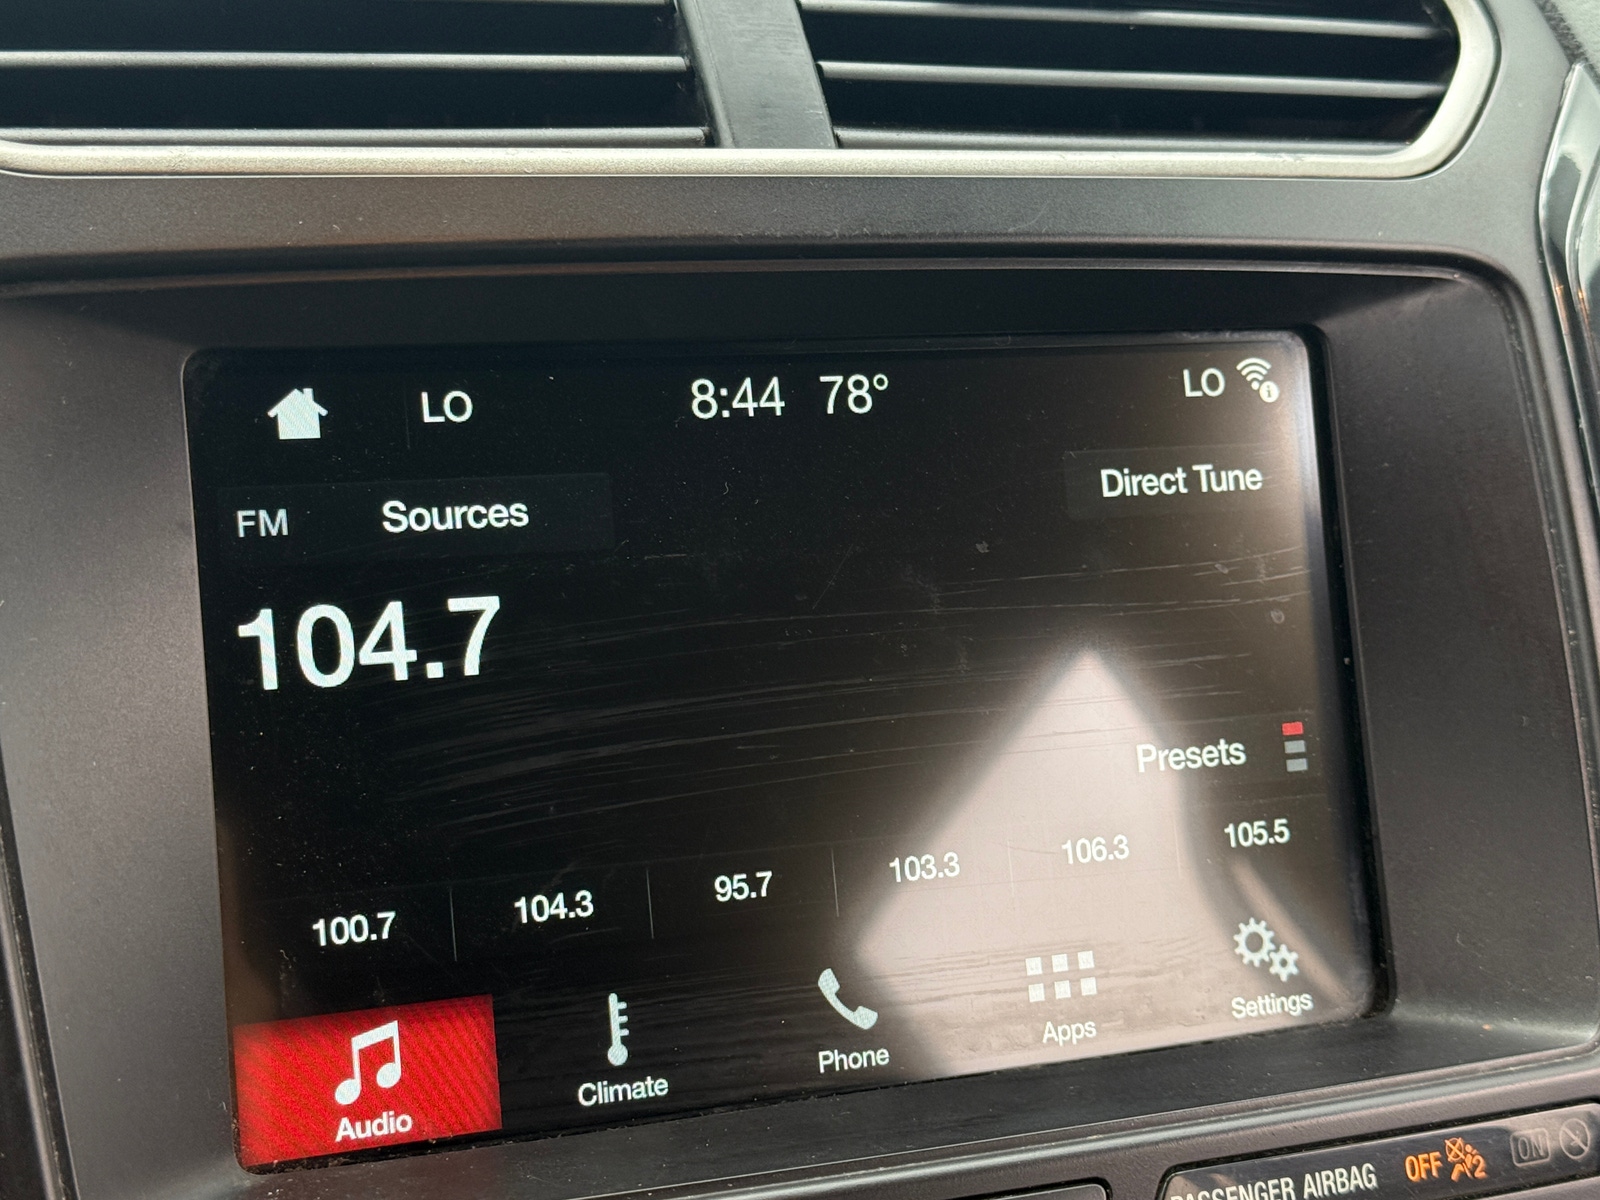 LO 8:44 78° LO
FM Sources Direct Tune
104.7
Presets
100.7 104.3 95.7 103.3 106.3 105.5
Audio Climate Phone Apps Settings
PASSENGER AIRBAG OFF 2 ON